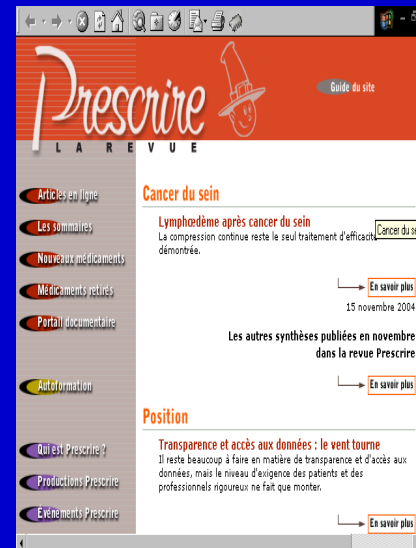 Prescrire
LA REVUE
Guide du site
Articles en ligne
Les sommaires
Nouveaux médicaments
Médicaments retirés
Portail documentaire
Autoformation
Qui est Prescrire ?
Productions Prescrire
Evénements Prescrire
Cancer du sein
Lymphœdème après cancer du sein
Cancer du se
La compression continue reste le seul traitement d'efficacité
démontrée.
En savoir plus
15 novembre 2004
Les autres synthèses publiées en novembre
dans la revue Prescrire
En savoir plus
Position
Transparence et accès aux données : le vent tourne
Il reste beaucoup à faire en matière de transparence et d'accès aux
données, mais le niveau d'exigence des patients et des
professionnels rigoureux ne fait que monter.
En savoir plus